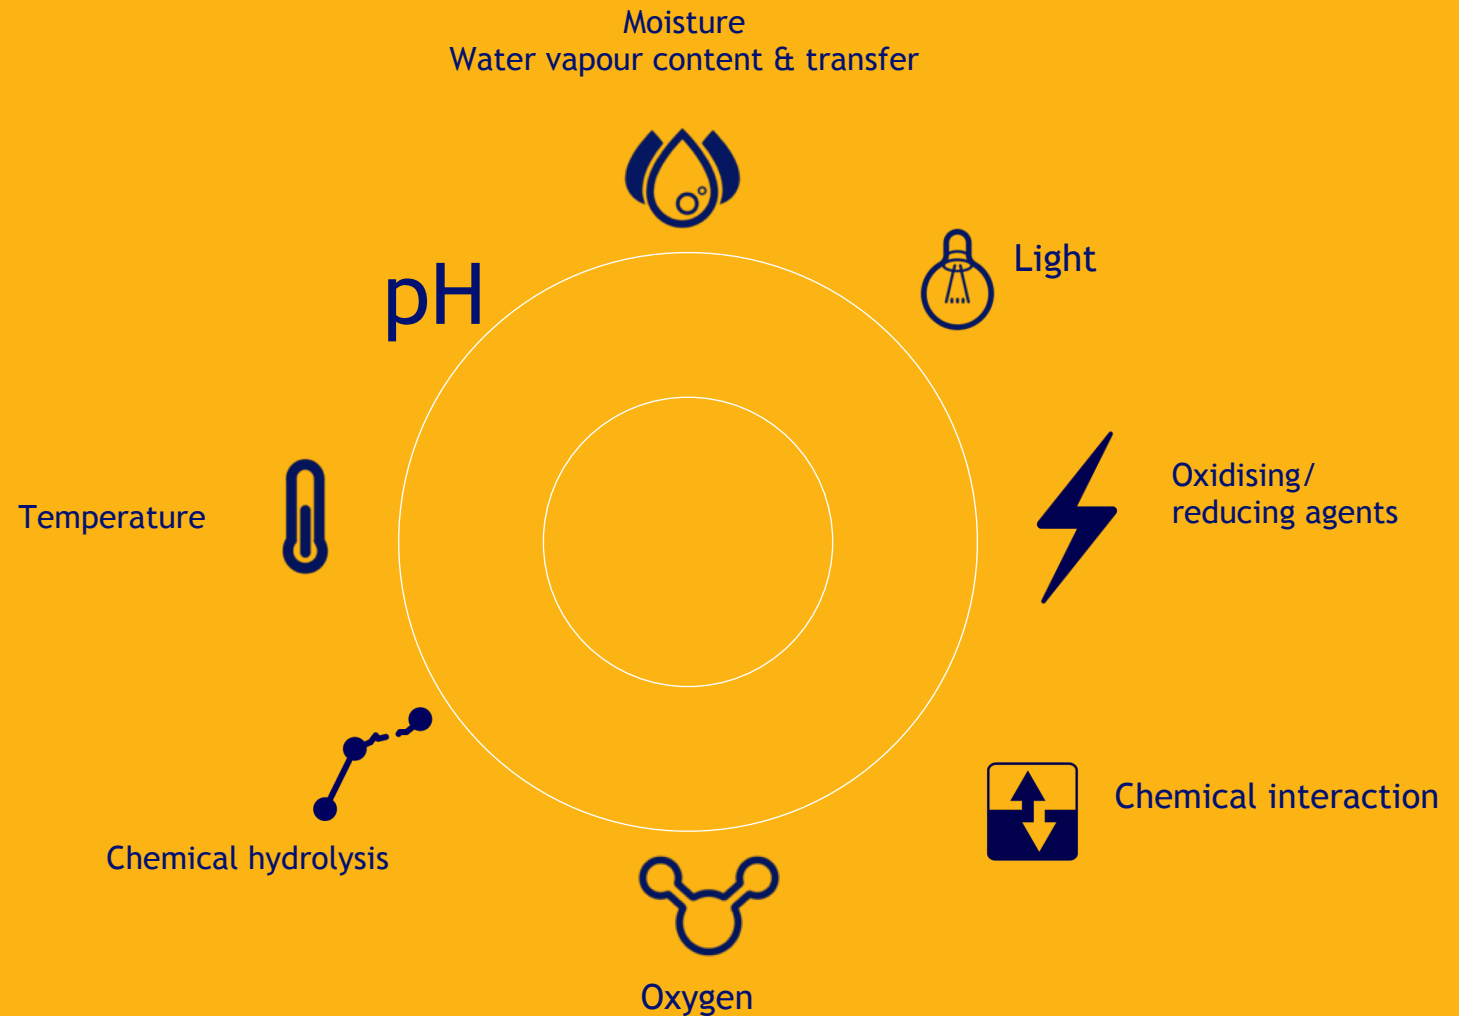 Moisture
Water vapour content & transfer
Light
pH
Oxidising/
reducing agents
Temperature
Chemical interaction
Chemical hydrolysis
Oxygen